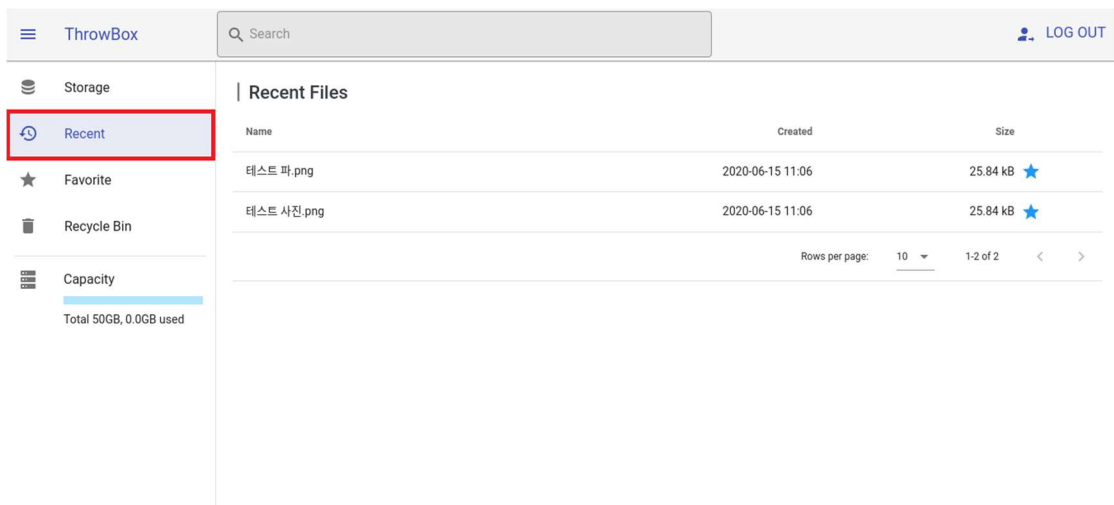 ThrowBox
Search
LOG OUT
Storage
Recent
Favorite
Recycle Bin
Capacity
Total 50GB, 0.0GB used
Recent Files
Name Created Size
테스트 파.png 2020-06-15 11:06 25.84 kB
테스트 사진.png 2020-06-15 11:06 25.84 kB
Rows per page: 10 1-2 of 2